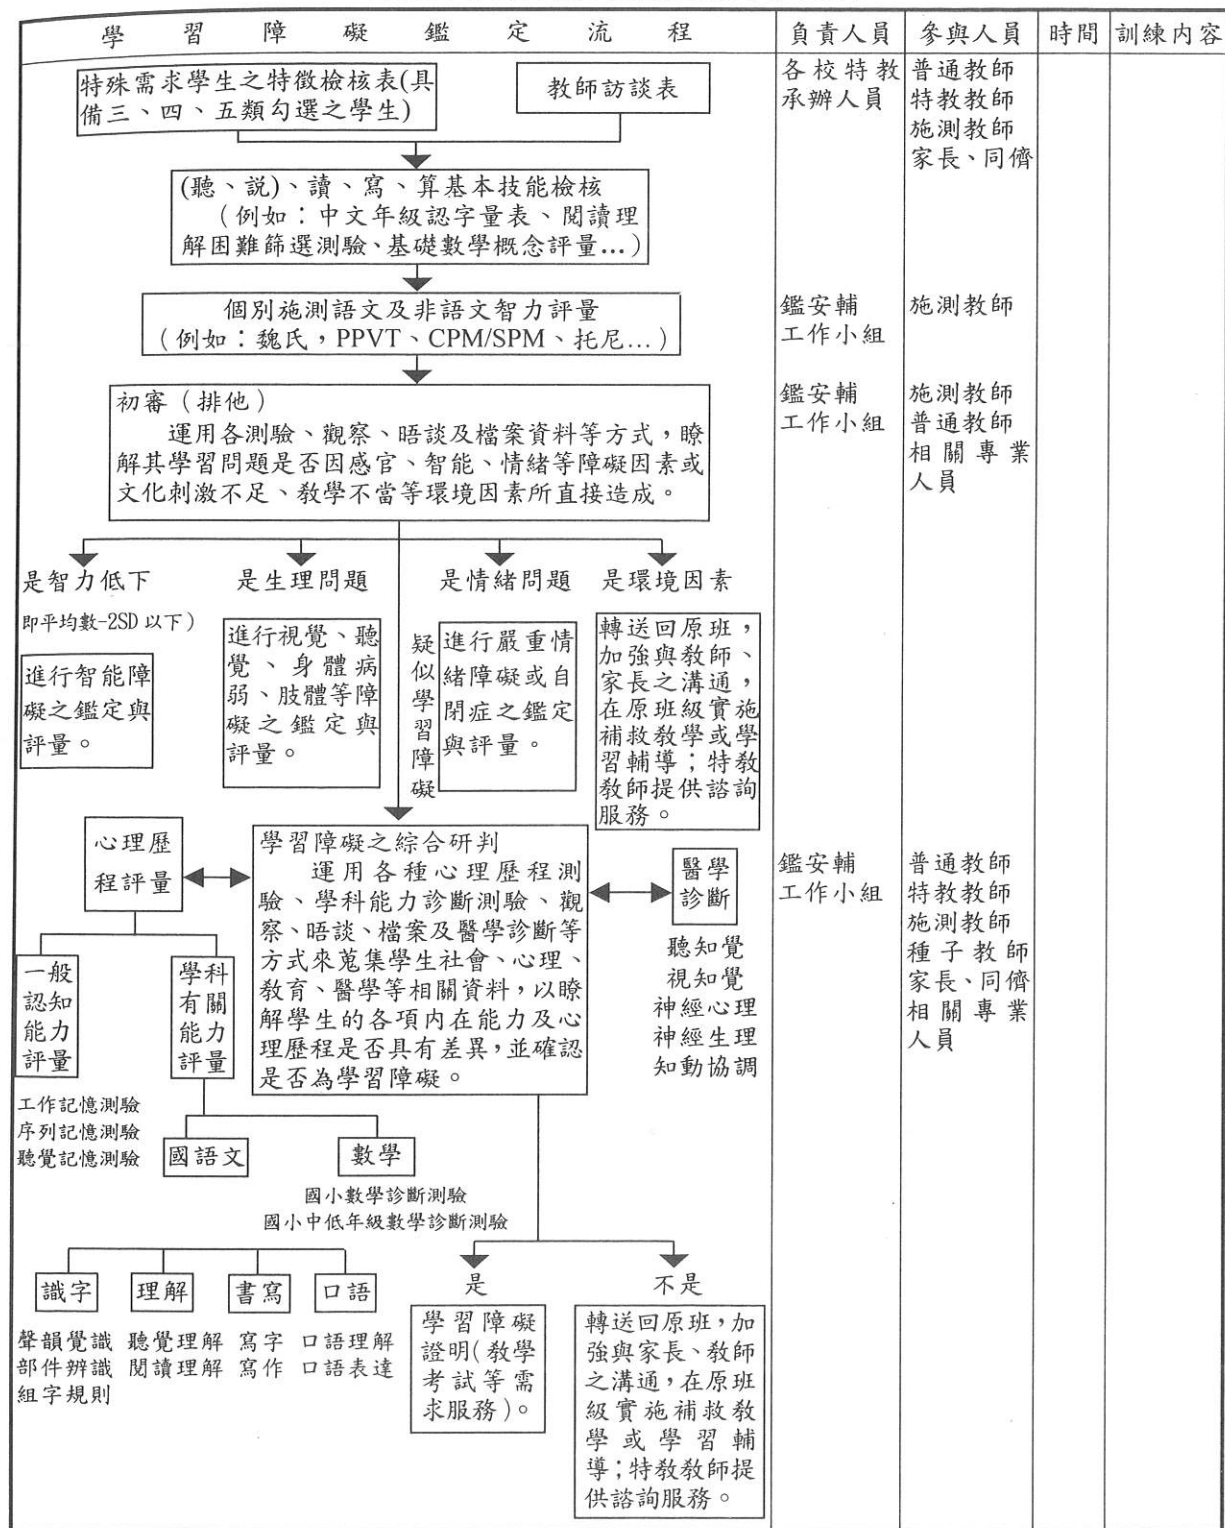 學習障礙鑑定流程
負責人員
參與人員
時間
訓練內容
特殊需求學生之特徵檢核表(具
備三、四、五類勾選之學生)
教師訪談表
各校特教
承辦人員
普通教師
特教教師
施測教師
家長、同儕
(聽、說)、讀、寫、算基本技能檢核
(例如：中文年級認字量表、閱讀理
解困難篩選測驗、基礎數學概念評量…)
個別施測語文及非語文智力評量
(例如：魏氏，PPVT、CPM/SPM、托尼…)
鑑安輔
工作小組
施測教師
初審（排他）
運用各測驗、觀察、晤談及檔案資料等方式，瞭
解其學習問題是否因感官、智能、情緒等障礙因素或
文化刺激不足、教學不當等環境因素所直接造成。
鑑安輔
工作小組
施測教師
普通教師
相關專業
人員
是智力低下
即平均數-2SD 以下)
進行智能障
礙之鑑定與
評量。
是生理問題
進行視覺、聽
覺、身體病
弱、肢體等障
礙之鑑定與
評量。
疑似學習障礙
是情緒問題
進行嚴重情
緒障礙或自
閉症之鑑定
與評量。
是環境因素
轉送回原班，
加強與教師、
家長之溝通，
在原班級實施
補救教學或學
習輔導；特教
教師提供諮詢
服務。
心理歷
程評量
學習障礙之綜合研判
運用各種心理歷程測
驗、學科能力診斷測驗、觀
察、晤談、檔案及醫學診斷等
方式來蒐集學生社會、心理、
教育、醫學等相關資料，以瞭
解學生的各項內在能力及心
理歷程是否具有差異，並確認
是否為學習障礙。
醫學
診斷
聽知覺
視知覺
神經心理
神經生理
知動協調
鑑安輔
工作小組
普通教師
特教教師
施測教師
種子教師
家長、同儕
相關專業
人員
一般
認知
能力
評量
工作記憶測驗
序列記憶測驗
聽覺記憶測驗
學科
有關
能力
評量
國語文
數學
國小數學診斷測驗
國小中低年級數學診斷測驗
識字
聲韻覺識
部件辨識
組字規則
理解
聽覺理解
閱讀理解
書寫
寫字
寫作
口語
口語理解
口語表達
是
學習障礙
證明(教學
考試等需
求服務)。
不是
轉送回原班，加
強與家長、教師
之溝通，在原班
級實施補救教
學或學習輔
導；特教教師提
供諮詢服務。